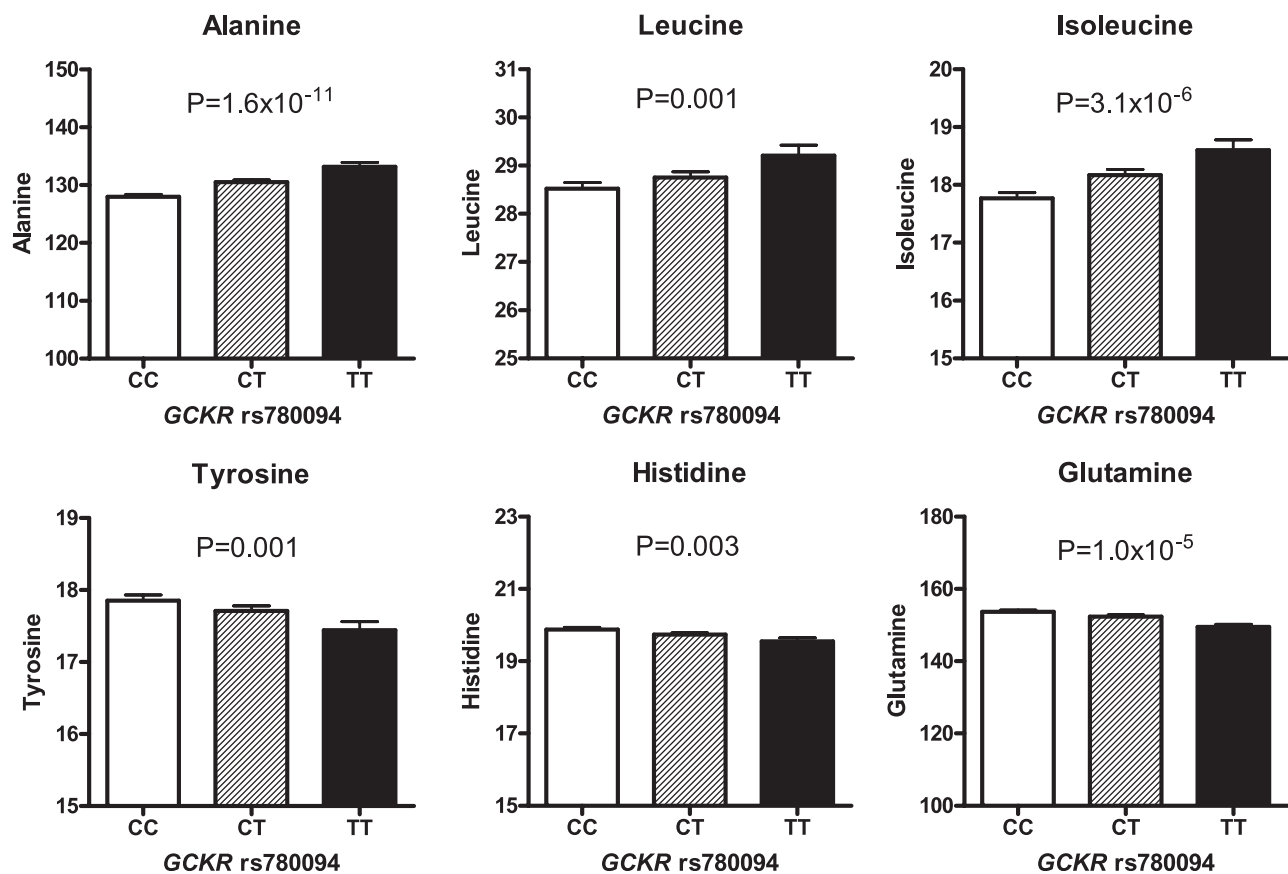 Alanine
P=1.6x10⁻¹¹
Alanine
150
140
130
120
110
100
CC CT TT
GCKR rs780094
Leucine
P=0.001
Leucine
31
30
29
28
27
26
25
CC CT TT
GCKR rs780094
Isoleucine
P=3.1x10⁻⁶
Isoleucine
20
19
18
17
16
15
CC CT TT
GCKR rs780094
Tyrosine
P=0.001
Tyrosine
19
18
17
16
15
CC CT TT
GCKR rs780094
Histidine
P=0.003
Histidine
23
21
19
17
15
CC CT TT
GCKR rs780094
Glutamine
P=1.0x10⁻⁵
Glutamine
180
160
140
120
100
CC CT TT
GCKR rs780094